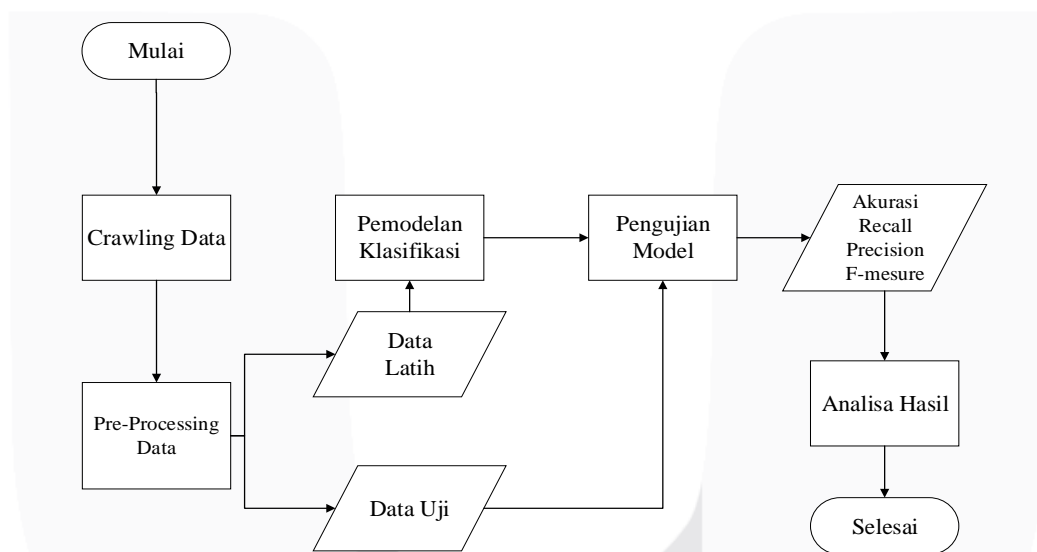 Mulai
Crawling Data
Pre-Processing
Data
Data
Latih
Data Uji
Pemodelan
Klasifikasi
Pengujian
Model
Akurasi
Recall
Precision
F-mesure
Analisa Hasil
Selesai